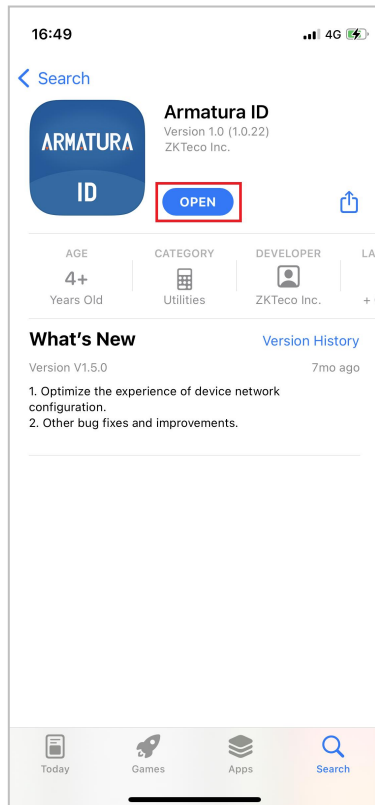 16:49
4G
Search
ARMATURA
ID
Armatura ID
Version 1.0 (1.0.22)
ZKTeco Inc.
OPEN
AGE
CATEGORY
DEVELOPER
LA
4+
Years Old
Utilities
ZKTeco Inc.
+
What's New
Version History
Version V1.5.0
7mo ago
1. Optimize the experience of device network
configuration.
2. Other bug fixes and improvements.
Today
Games
Apps
Search